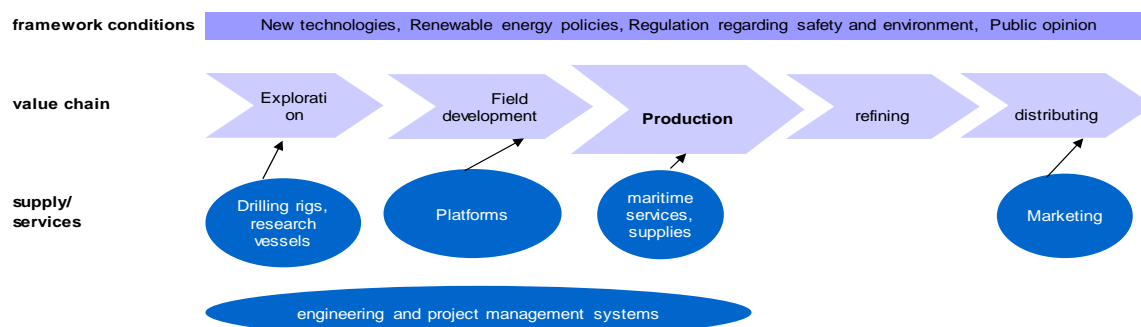 framework conditions
New technologies, Renewable energy policies, Regulation regarding safety and environment, Public opinion
value chain
Explorati
on
Field
development
Production
refining
distributing
supply/
services
Drilling rigs,
research
vessels
Platforms
maritime
services,
supplies
Marketing
engineering and project management systems